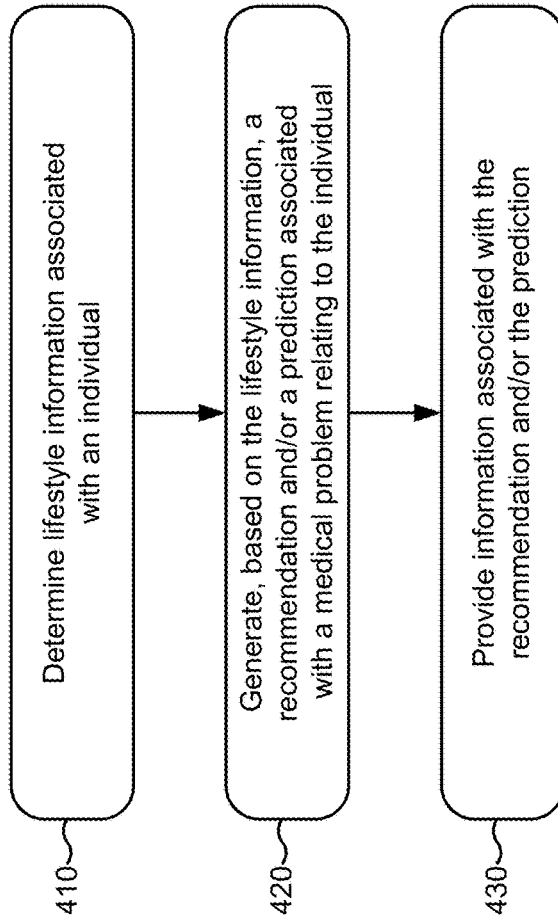 410
Determine lifestyle information associated
with an individual
420
Generate, based on the lifestyle information, a
recommendation and/or a prediction associated
with a medical problem relating to the individual
430
Provide information associated with the
recommendation and/or the prediction